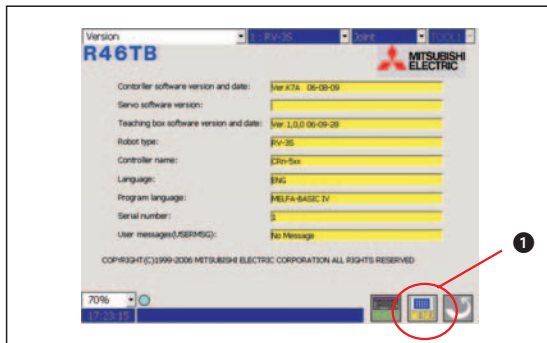 Version 1 : RV-3S Joint TOOL1
R46TB MITSUBISHI
ELECTRIC
Contorller software version and date: Ver.K7A 06-08-09
Servo software version:
Teaching box software version and date: Ver.1,0,0 06-09-28
Robot type: RV-3S
Controller name: CRn-5xx
Language: ENG
Program language: MELFA-BASIC IV
Serial number: 1
User messages(USERMSG): No Message
COPYRIGHT(C)1999-2006 MITSUBISHI ELECTRIC CORPORATION ALL RIGHTS RESERVED
1
70%
17:23:15